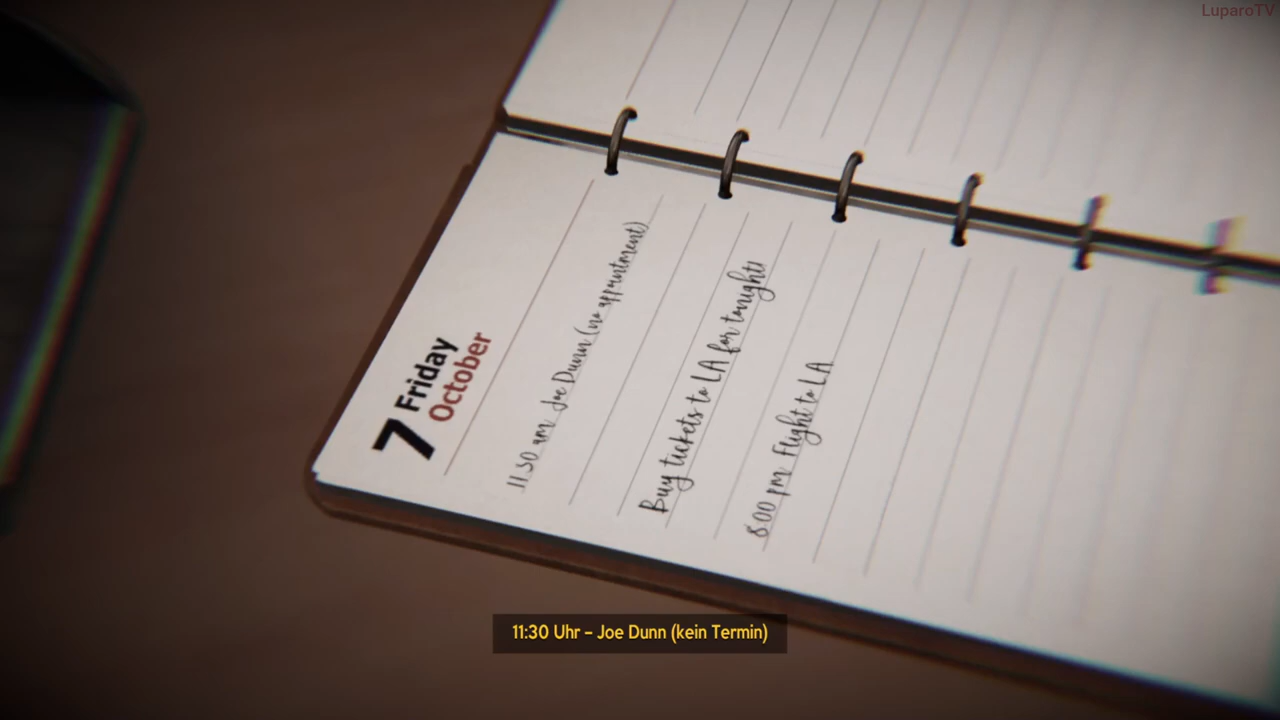 LuparoTV
7 Friday
October
11:30 am Joe Dunn (no appointment)
Buy tickets to LA for tonight!
8:00 pm Flight to LA
11:30 Uhr – Joe Dunn (kein Termin)